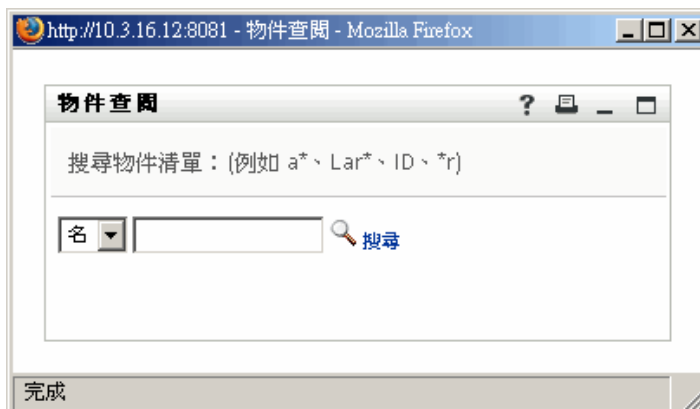 http://10.3.16.12:8081 - 物件查閱 - Mozilla Firefox
物件查閱 ?
搜尋物件清單：(例如 a*、Lar*、ID、*r)
名 搜尋
完成